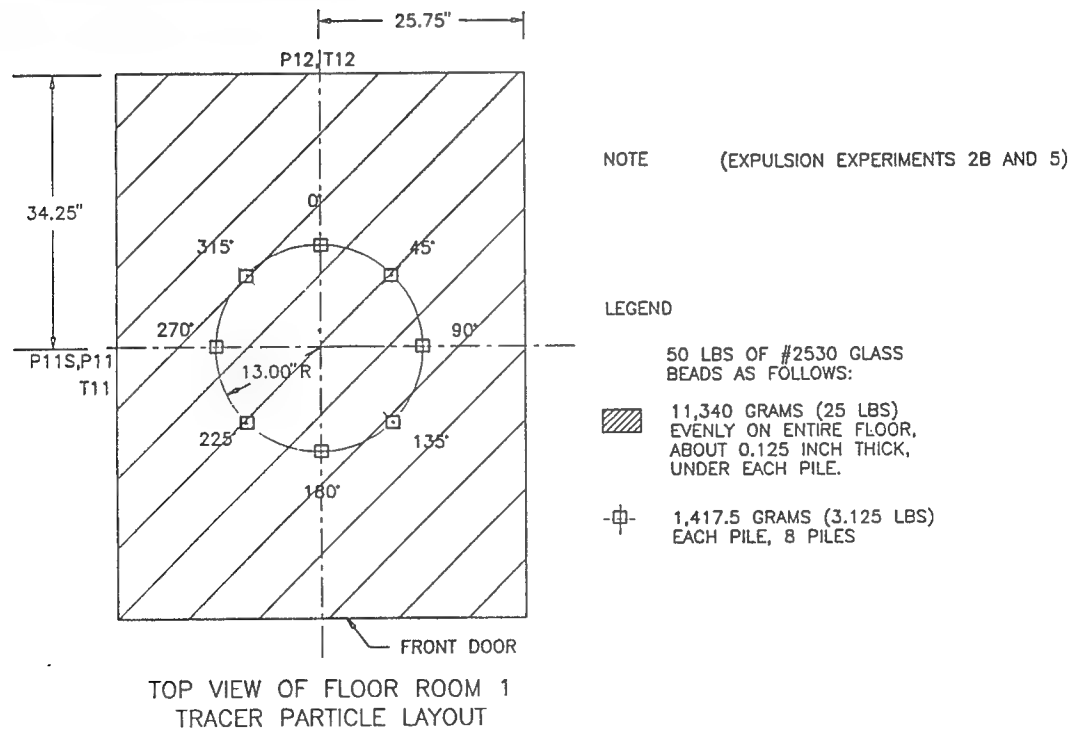 25.75"
P12, T12
34.25"
0°
315°
45°
270°
90°
P11S,P11
T11
13.00" R
225°
135°
180°
FRONT DOOR
TOP VIEW OF FLOOR ROOM 1
TRACER PARTICLE LAYOUT
NOTE (EXPULSION EXPERIMENTS 2B AND 5)
LEGEND
50 LBS OF #2530 GLASS
BEADS AS FOLLOWS:
11,340 GRAMS (25 LBS)
EVENLY ON ENTIRE FLOOR,
ABOUT 0.125 INCH THICK,
UNDER EACH PILE.
1,417.5 GRAMS (3.125 LBS)
EACH PILE, 8 PILES